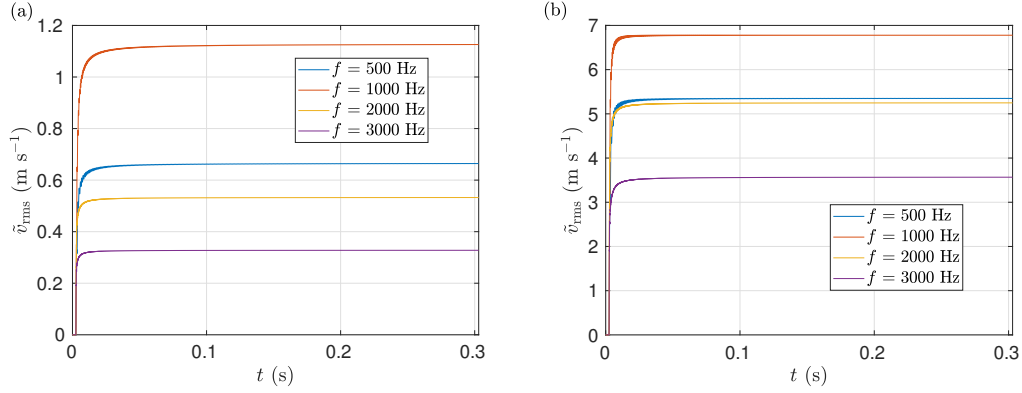 (a)
1.2
1
0.8
0.6
0.4
0.2
0
ṽrms (m s⁻¹)
f = 500 Hz
f = 1000 Hz
f = 2000 Hz
f = 3000 Hz
0 0.1 0.2 0.3
t (s)
(b)
7
6
5
4
3
2
1
0
ṽrms (m s⁻¹)
f = 500 Hz
f = 1000 Hz
f = 2000 Hz
f = 3000 Hz
0 0.1 0.2 0.3
t (s)